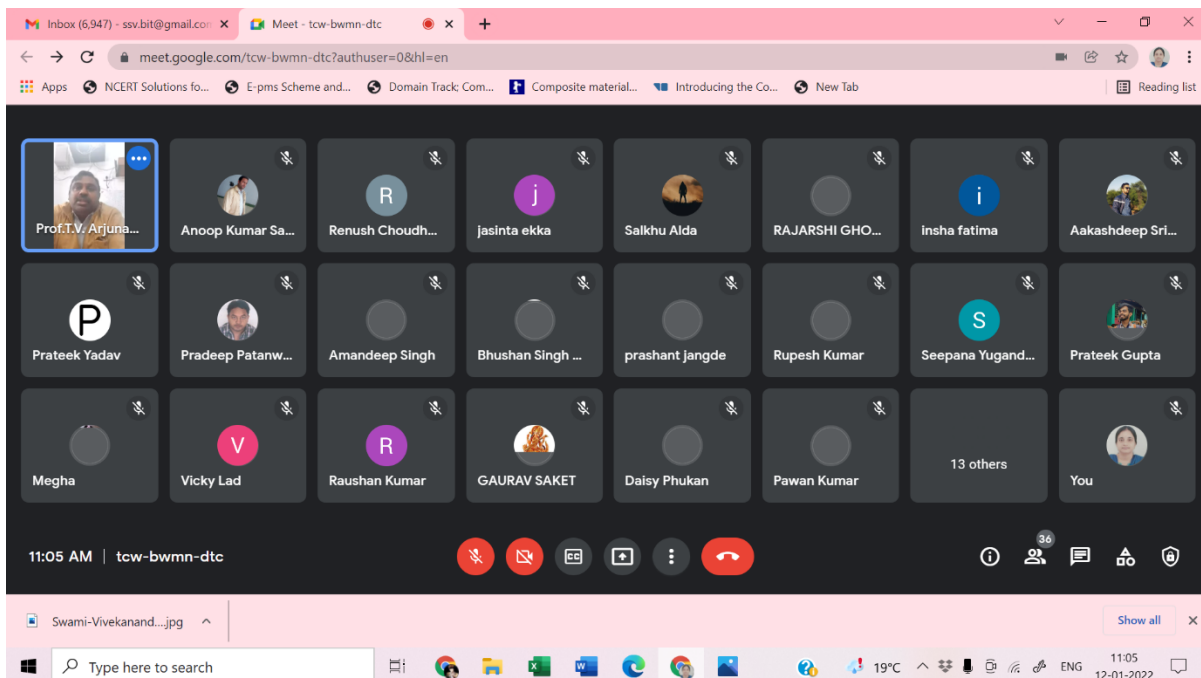 Inbox (6,947) - ssv.bit@gmail.con
Meet - tcw-bwmn-dtc
meet.google.com/tcw-bwmn-dtc?authuser=0&hl=en
Apps NCERT Solutions fo... E-pms Scheme and... Domain Track; Com... Composite material... Introducing the Co... New Tab Reading list
Prof.T.V. Arjuna... Anoop Kumar Sa... R Renush Choudh... j jasinta ekka Salkhu Alda RAJARSHI GHO... i insha fatima Aakashdeep Sri...
P Prateek Yadav Pradeep Patanw... Amandeep Singh Bhushan Singh ... prashant jangde Rupesh Kumar S Seepana Yugand... Prateek Gupta
Megha V Vicky Lad R Raushan Kumar GAURAV SAKET Daisy Phukan Pawan Kumar 13 others You
11:05 AM | tcw-bwmn-dtc CC 36
Swami-Vivekanand....jpg Show all
Type here to search 19°C ENG 11:05
12-01-2022